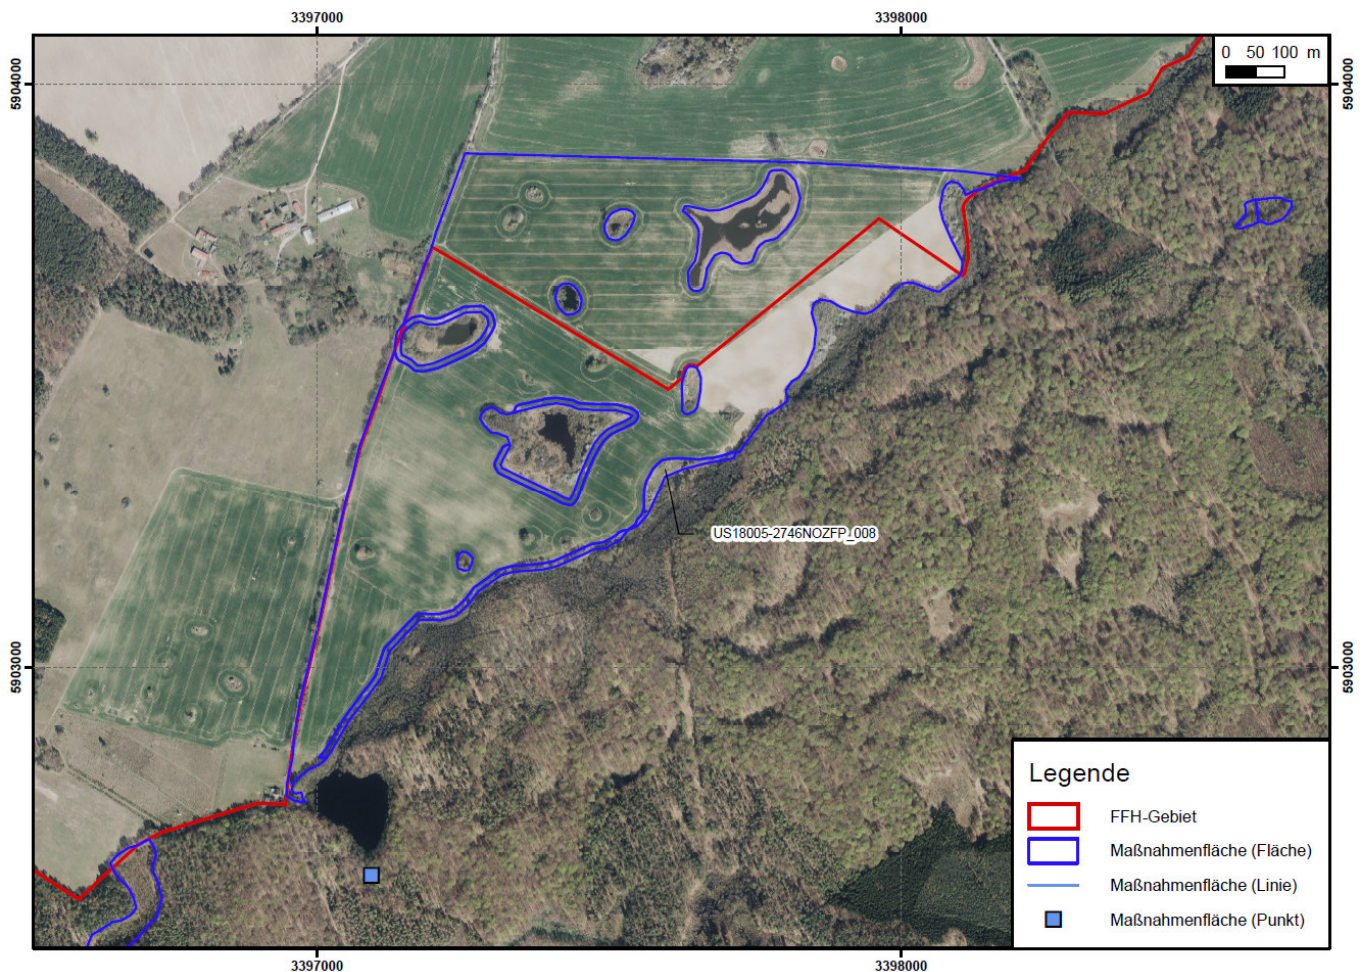 3397000 3398000
0 50 100 m
5904000 5904000
US18005-2746NOZFP_008
5903000 5903000
Legende
FFH-Gebiet
Maßnahmenfläche (Fläche)
Maßnahmenfläche (Linie)
Maßnahmenfläche (Punkt)
3397000 3398000